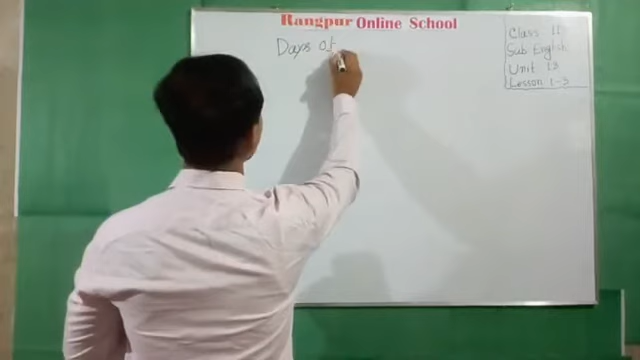 Rangpur Online School
Days of
Class 11
Sub English
Unit 13
Lesson 1-3